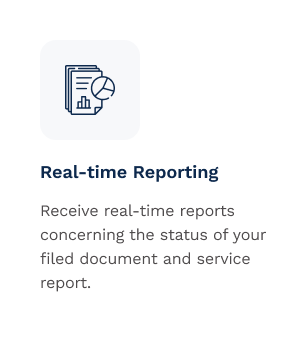 Real-time Reporting
Receive real-time reports
concerning the status of your
filed document and service
report.